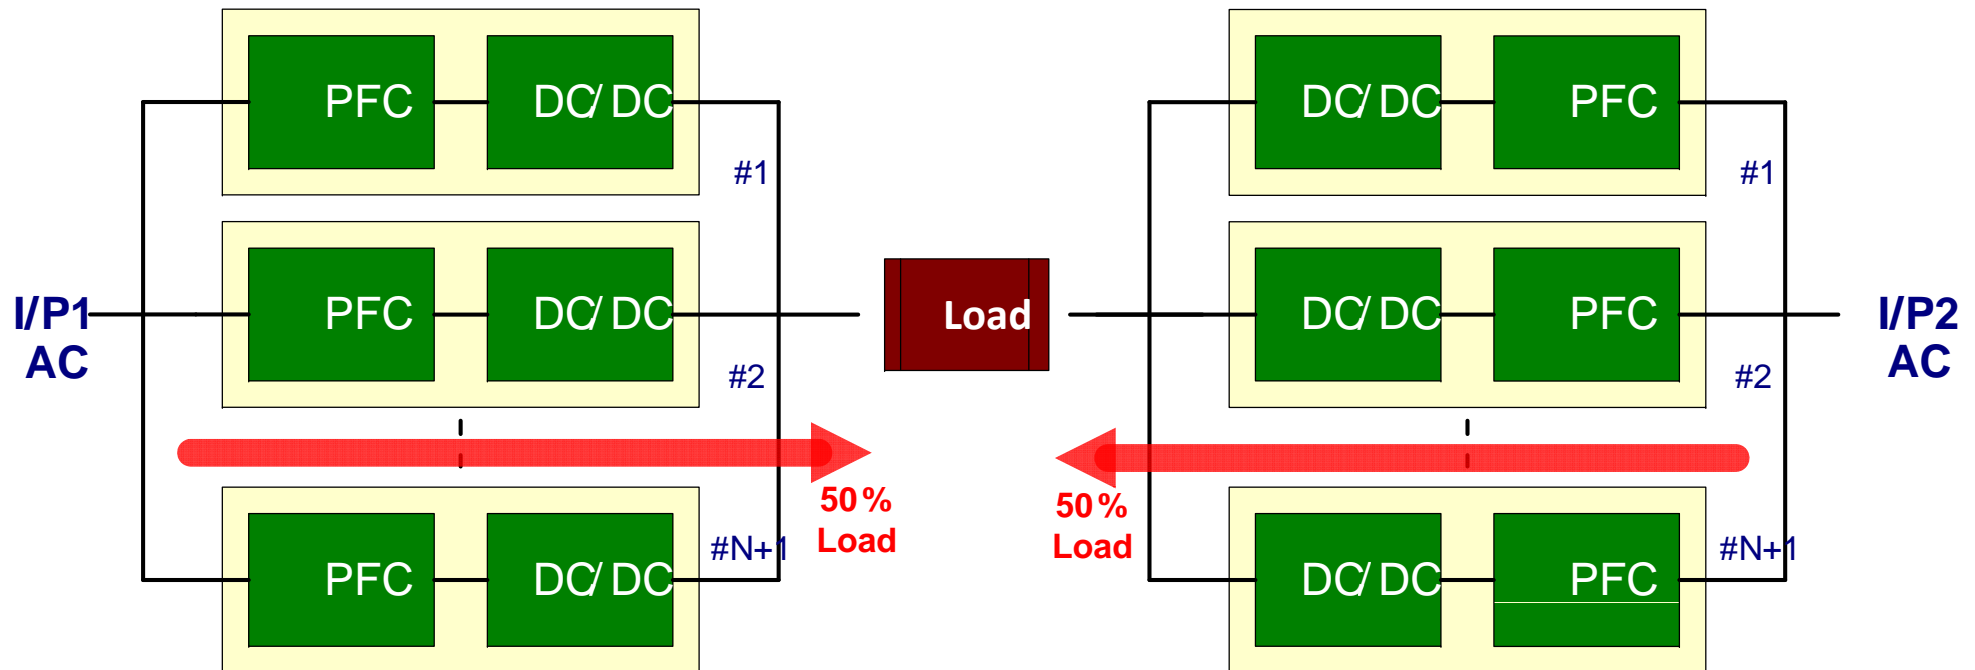 PFC DC/DC
#1
PFC DC/DC
#2
I/P1
AC
PFC DC/DC
#N+1
50%
Load
Load
50%
Load
DC/DC PFC
#1
DC/DC PFC
#2
I/P2
AC
DC/DC PFC
#N+1